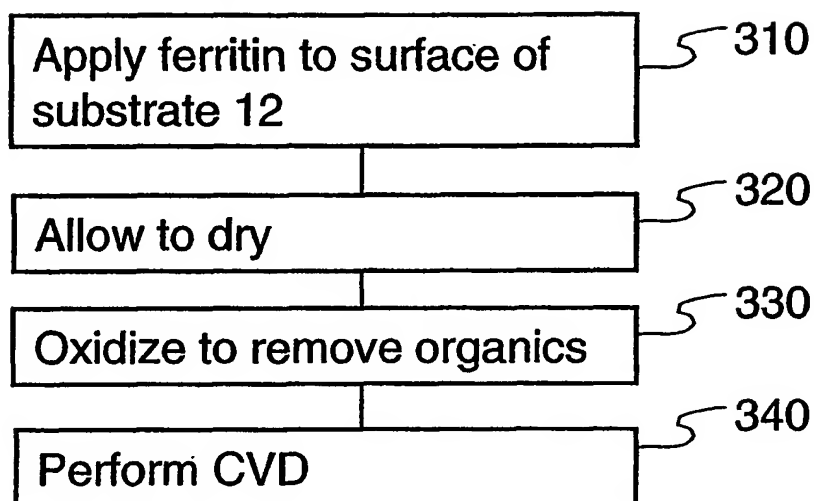 Apply ferritin to surface of
substrate 12
310
Allow to dry
320
Oxidize to remove organics
330
Perform CVD
340